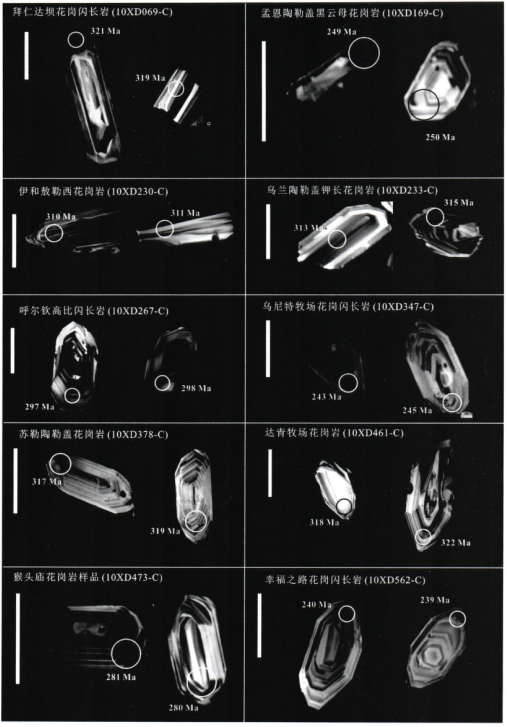 拜仁达坝花岗闪长岩(10XD069-C)
321 Ma
319 Ma
孟恩陶勒盖黑云母花岗岩(10XD169-C)
249 Ma
250 Ma
伊和敖勒西花岗岩(10XD230-C)
310 Ma
311 Ma
乌兰陶勒盖钾长花岗岩(10XD233-C)
313 Ma
315 Ma
呼尔钦高比闪长岩(10XD267-C)
297 Ma
298 Ma
乌尼特牧场花岗闪长岩(10XD347-C)
243 Ma
245 Ma
苏勒陶勒盖花岗岩(10XD378-C)
317 Ma
319 Ma
达青牧场花岗岩(10XD461-C)
318 Ma
322 Ma
猴头庙花岗岩样品(10XD473-C)
281 Ma
280 Ma
幸福之路花岗闪长岩(10XD562-C)
240 Ma
239 Ma